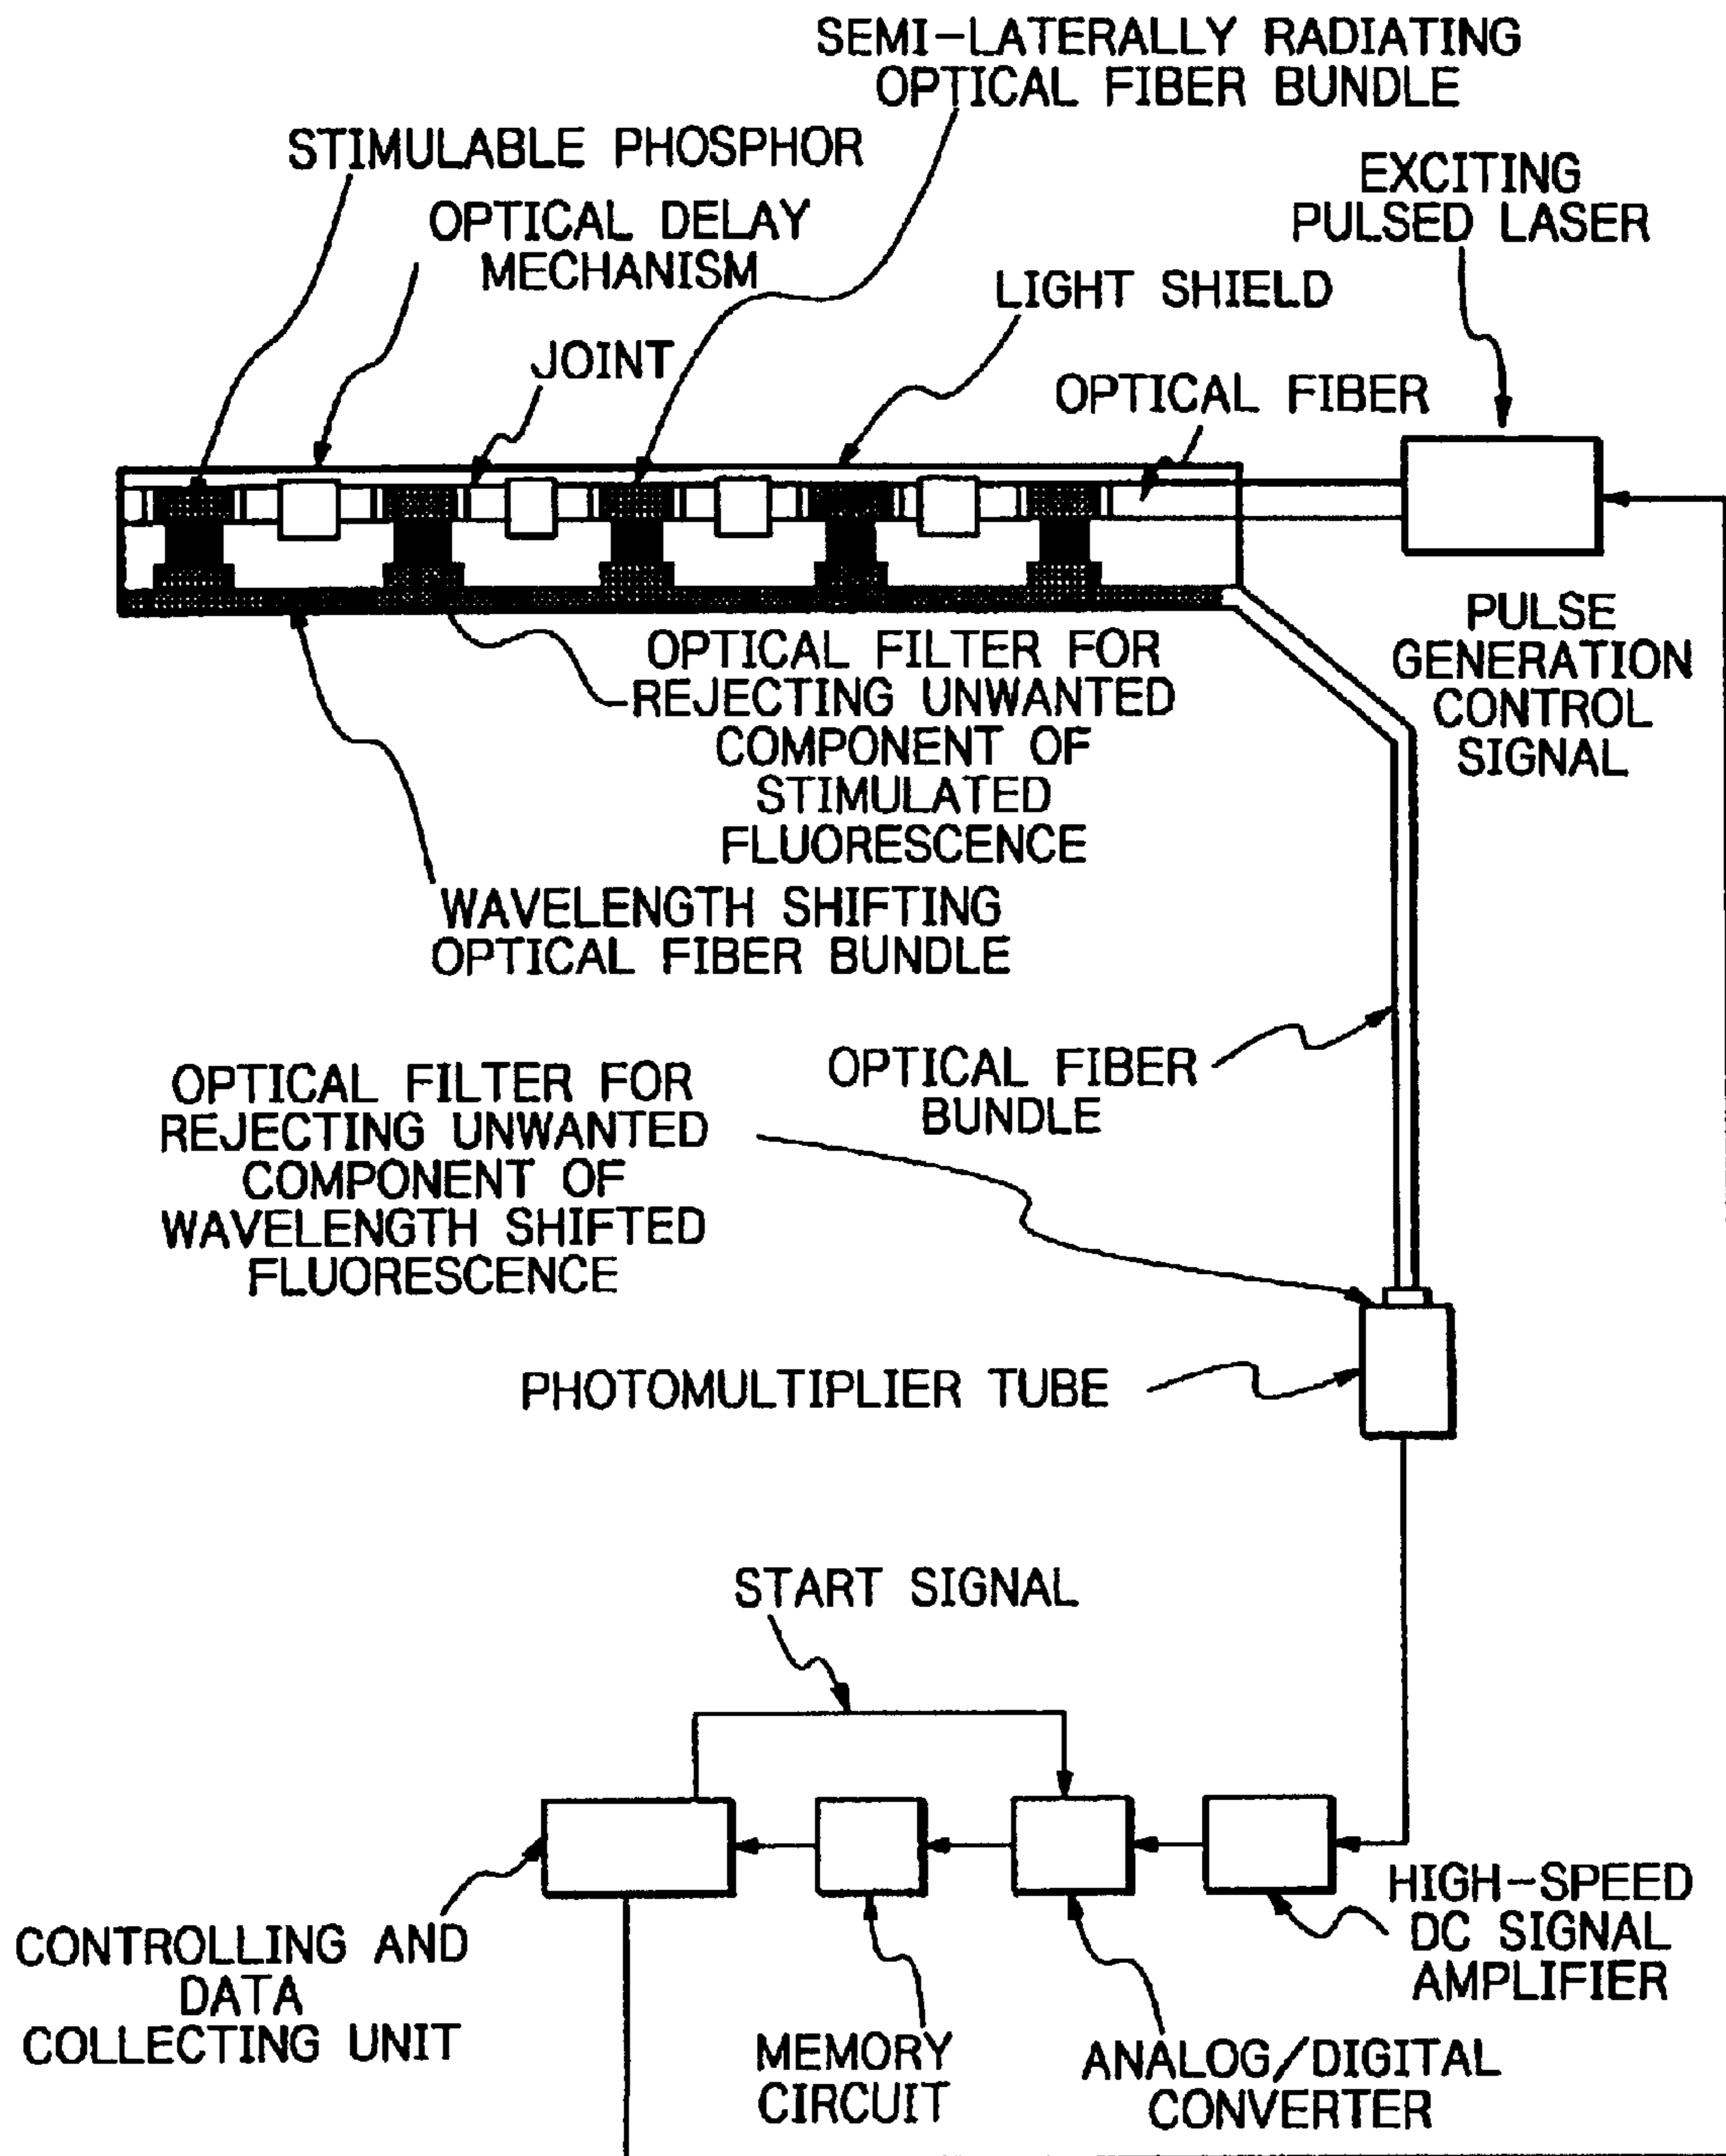 SEMI-LATERALLY RADIATING
OPTICAL FIBER BUNDLE
STIMULABLE PHOSPHOR
EXCITING
PULSED LASER
OPTICAL DELAY
MECHANISM
LIGHT SHIELD
JOINT
OPTICAL FIBER
PULSE
GENERATION
CONTROL
SIGNAL
OPTICAL FILTER FOR
REJECTING UNWANTED
COMPONENT OF
STIMULATED
FLUORESCENCE
WAVELENGTH SHIFTING
OPTICAL FIBER BUNDLE
OPTICAL FIBER
BUNDLE
OPTICAL FILTER FOR
REJECTING UNWANTED
COMPONENT OF
WAVELENGTH SHIFTED
FLUORESCENCE
PHOTOMULTIPLIER TUBE
START SIGNAL
HIGH-SPEED
DC SIGNAL
AMPLIFIER
CONTROLLING AND
DATA
COLLECTING UNIT
MEMORY
CIRCUIT
ANALOG/DIGITAL
CONVERTER